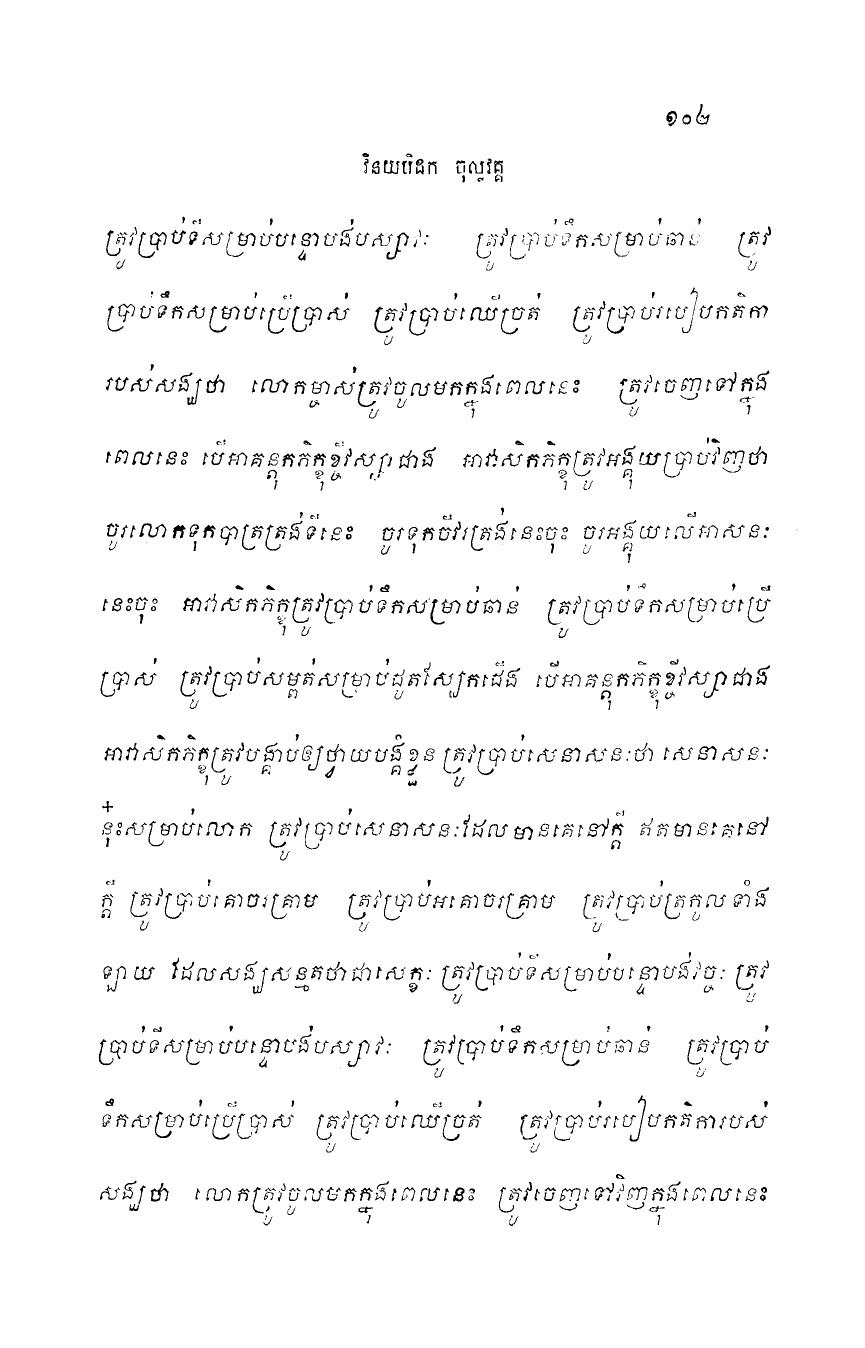 ១០៤
វិនយបិដក ចុល្លវគ្គ
ត្រូវប្រាប់ទីសម្រាប់បន្ទោបង់បស្សាវៈ ត្រូវប្រាប់ទឹកសម្រាប់ឆាន់ ត្រូវ
ប្រាប់ទឹកសម្រាប់ប្រើប្រាស់ ត្រូវប្រាប់ឈើច្រត់ ត្រូវប្រាប់របៀបកតិកា
របស់សង្ឃថា លោកម្ចាស់ត្រូវចូលមកក្នុងពេលនេះ ត្រូវចេញទៅក្នុង
ពេលនេះ បើអាគន្តុកភិក្ខុខ្ចីវស្សាជាង អាវាសិកភិក្ខុត្រូវអង្គុយប្រាប់វិញថា
ចូរលោកទុកបាត្រត្រង់ទីនេះ ចូរទុកចីវរត្រង់នេះចុះ ចូរអង្គុយលើអាសនៈ
នេះចុះ អាវាសិកភិក្ខុត្រូវប្រាប់ទឹកសម្រាប់ឆាន់ ត្រូវប្រាប់ទឹកសម្រាប់ប្រើ
ប្រាស់ ត្រូវប្រាប់សម្ពត់សម្រាប់ជូតស្បែកជើង បើអាគន្តុកភិក្ខុខ្ចីវស្សាជាង
អាវាសិកភិក្ខុត្រូវបង្គាប់ឲ្យថ្វាយបង្គំខ្លួន ត្រូវប្រាប់សេនាសនៈថា សេនាសនៈ
នុ៎ះសម្រាប់លោក ត្រូវប្រាប់សេនាសនៈដែលមានគេនៅក្តី ឥតមានគេនៅ
ក្តី ត្រូវប្រាប់គោចរគ្រាម ត្រូវប្រាប់អគោចរគ្រាម ត្រូវប្រាប់ត្រកូលទាំង
ឡាយ ដែលសង្ឃសន្មតថាជាសេក្ខៈ ត្រូវប្រាប់ទីសម្រាប់បន្ទោបង់វច្ចៈ ត្រូវ
ប្រាប់ទីសម្រាប់បន្ទោបង់បស្សាវៈ ត្រូវប្រាប់ទឹកសម្រាប់ឆាន់ ត្រូវប្រាប់
ទឹកសម្រាប់ប្រើប្រាស់ ត្រូវប្រាប់ឈើច្រត់ ត្រូវប្រាប់របៀបកតិការបស់
សង្ឃថា លោកត្រូវចូលមកក្នុងពេលនេះ ត្រូវចេញទៅវិញក្នុងពេលនេះ